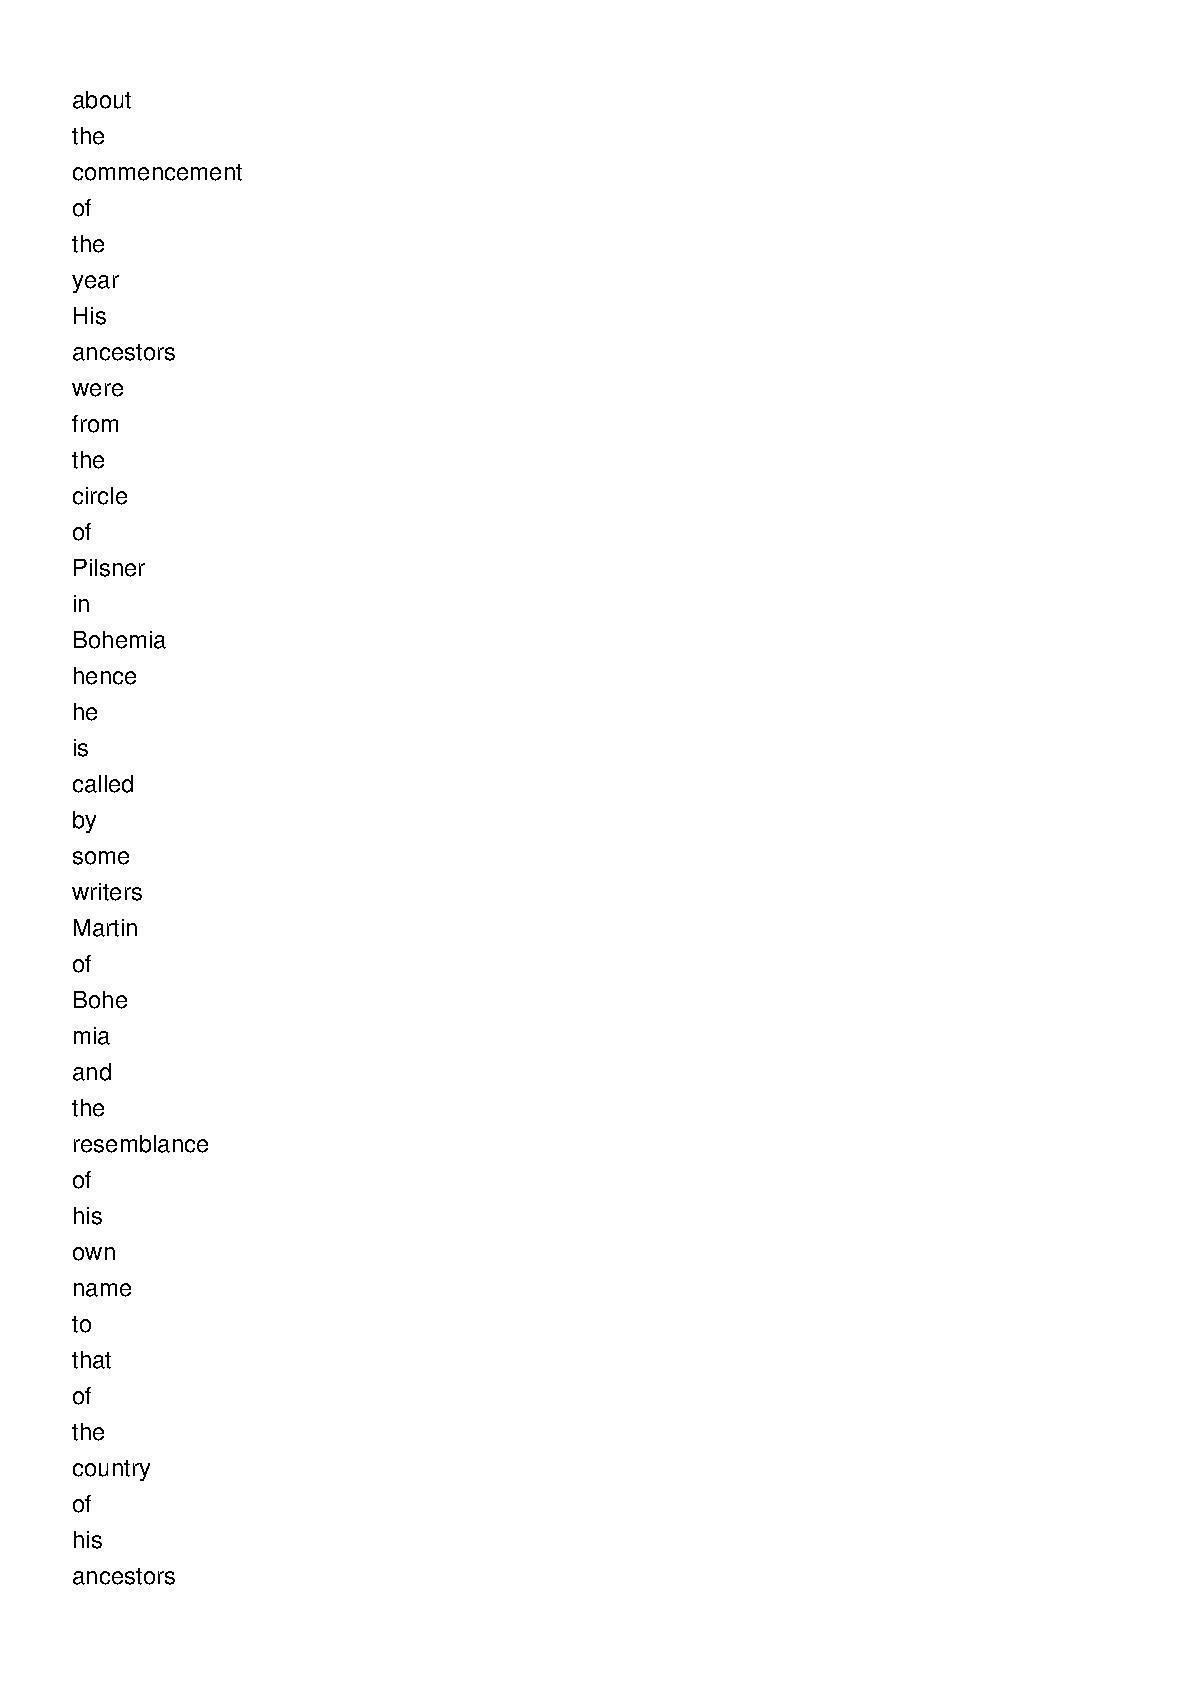 about
the
commencement
of
the
year
His
ancestors
were
from
the
circle
of
Pilsner
in
Bohemia
hence
he
is
called
by
some
writers
Martin
of
Bohe
mia
and
the
resemblance
of
his
own
name
to
that
of
the
country
of
his
ancestors